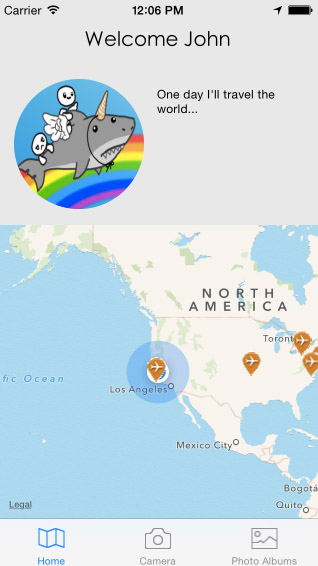 Carrier 12:06 PM
Welcome John
One day I'll travel the
world...
NORTH
AMERICA
Toront
fic Ocean
Los Angeles
Mexico City
Bogotá
Quito
Legal
Home Camera Photo Albums